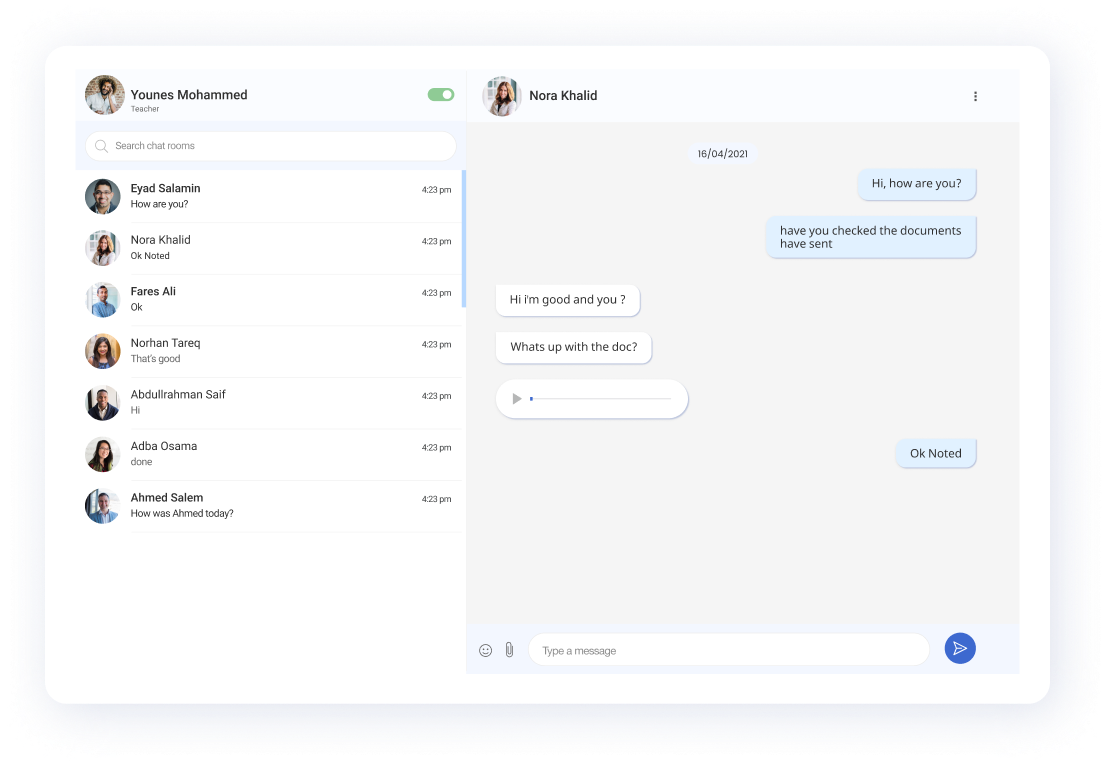 Younes Mohammed
Teacher
Search chat rooms
Eyad Salamin
4:23 pm
How are you?
Nora Khalid
4:23 pm
Ok Noted
Fares Ali
4:23 pm
Ok
Norhan Tareq
4:23 pm
That's good
Abdullrahman Saif
4:23 pm
Hi
Adba Osama
4:23 pm
done
Ahmed Salem
4:23 pm
How was Ahmed today?
Nora Khalid
16/04/2021
Hi, how are you?
have you checked the documents
have sent
Hi i'm good and you ?
Whats up with the doc?
Ok Noted
Type a message